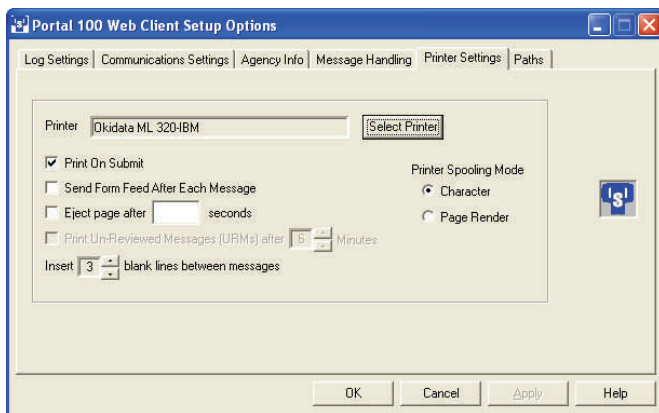 'S' Portal 100 Web Client Setup Options
Log Settings Communications Settings Agency Info Message Handling Printer Settings Paths
Printer Okidata ML 320-IBM Select Printer
Print On Submit
Printer Spooling Mode
Send Form Feed After Each Message
Character
Eject page after seconds
Page Render
Print Un-Reviewed Messages (URMs) after 6 Minutes
Insert 3 blank lines between messages
'S'
OK Cancel Apply Help